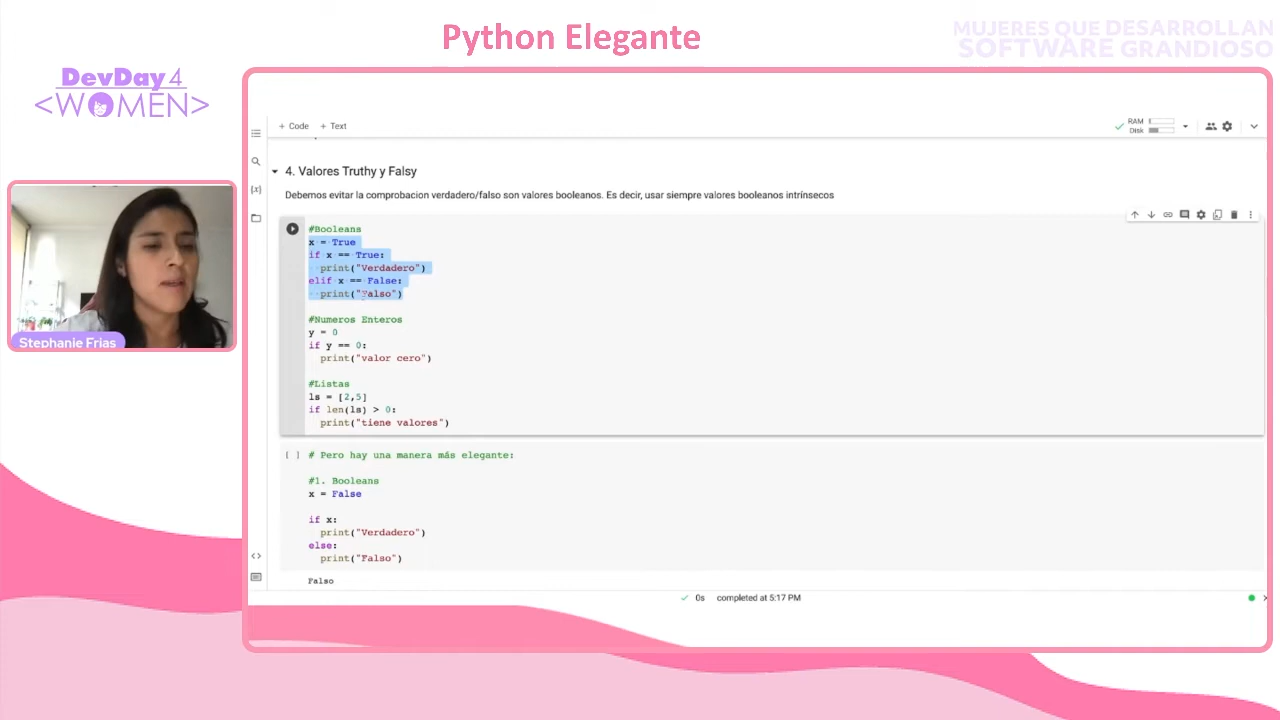 Python Elegante
MUJERES QUE DESARROLLAN
SOFTWARE GRANDIOSO
DevDay4
<WOMEN>
Stephanie Frias
+ Code + Text
RAM
Disk
4. Valores Truthy y Falsy
Debemos evitar la comprobacion verdadero/falso son valores booleanos. Es decir, usar siempre valores booleanos intrínsecos
#Booleans
x = True
if x == True:
print("Verdadero")
elif x == False:
print("Falso")
#Numeros Enteros
y = 0
if y == 0:
print("valor cero")
#Listas
ls = [2,5]
if len(ls) > 0:
print("tiene valores")
[ ] # Pero hay una manera más elegante:
#1. Booleans
x = False
if x:
print("Verdadero")
else:
print("Falso")
Falso
0s completed at 5:17 PM